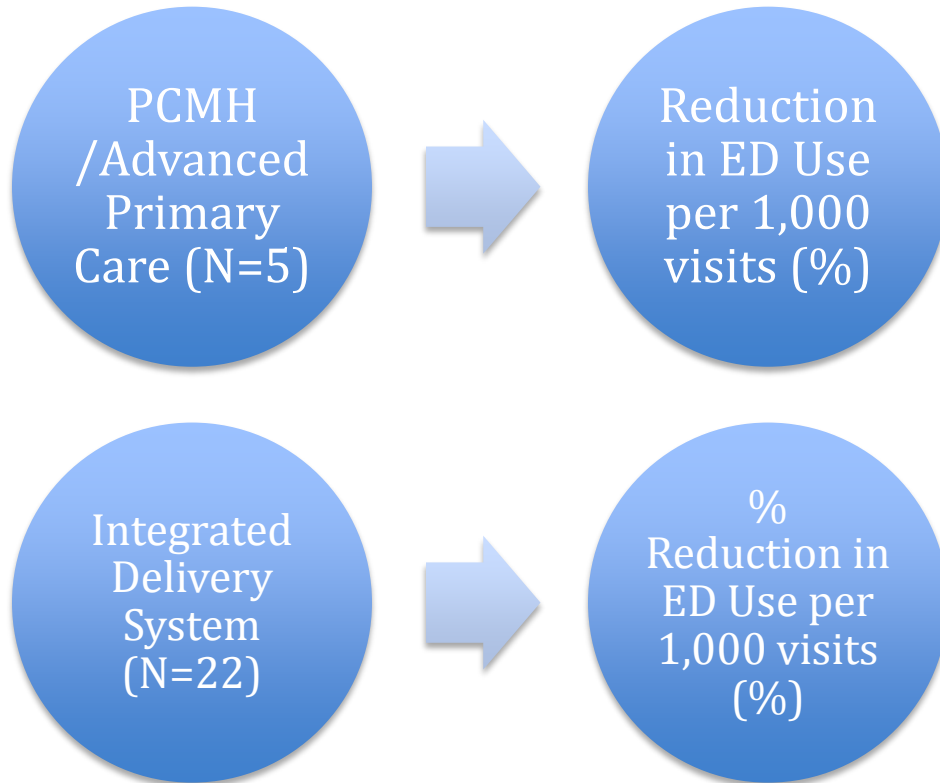 PCMH
/Advanced
Primary
Care (N=5)
Reduction
in ED Use
per 1,000
visits (%)
Integrated
Delivery
System
(N=22)
%
Reduction in
ED Use per
1,000 visits
(%)